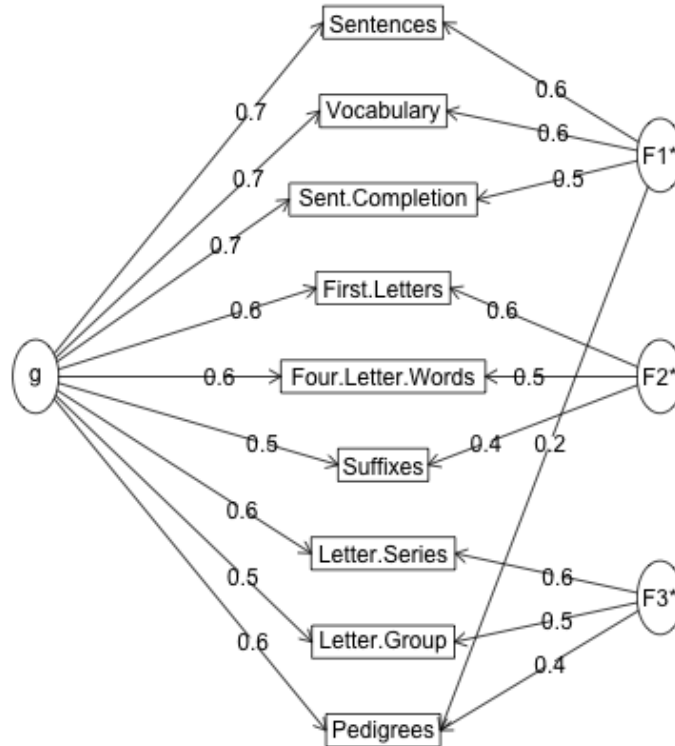 Sentences
0.6
0.7
Vocabulary
0.6
F1*
0.7
Sent.Completion
0.5
0.7
First.Letters
0.6
0.6
g
0.6
Four.Letter.Words
0.5
F2*
0.5
Suffixes
0.4
0.2
0.6
Letter.Series
0.6
F3*
0.5
Letter.Group
0.5
0.6
0.4
Pedigrees